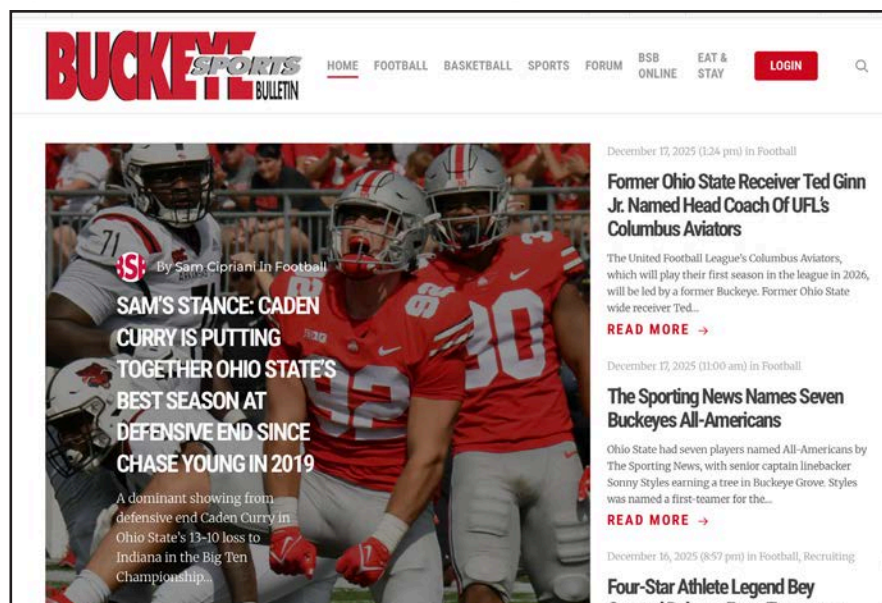 BUCKEYE
SPORTS
BULLETIN
HOME FOOTBALL BASKETBALL SPORTS FORUM BSB ONLINE EAT & STAY LOGIN
71
92
92
30
BSB
By Sam Cipriani In Football
SAM'S STANCE: CADEN
CURRY IS PUTTING
TOGETHER OHIO STATE'S
BEST SEASON AT
DEFENSIVE END SINCE
CHASE YOUNG IN 2019
A dominant showing from
defensive end Caden Curry in
Ohio State's 13-10 loss to
Indiana in the Big Ten
Championship...
December 17, 2025 (1:24 pm) in Football
Former Ohio State Receiver Ted Ginn
Jr. Named Head Coach Of UFL's
Columbus Aviators
The United Football League's Columbus Aviators,
which will play their first season in the league in 2026,
will be led by a former Buckeye. Former Ohio State
wide receiver Ted...
READ MORE →
December 17, 2025 (11:00 am) in Football
The Sporting News Names Seven
Buckeyes All-Americans
Ohio State had seven players named All-Americans by
The Sporting News, with senior captain linebacker
Sonny Styles earning a tree in Buckeye Grove. Styles
was named a first-teamer for the...
READ MORE →
December 16, 2025 (8:57 pm) in Football, Recruiting
Four-Star Athlete Legend Bey